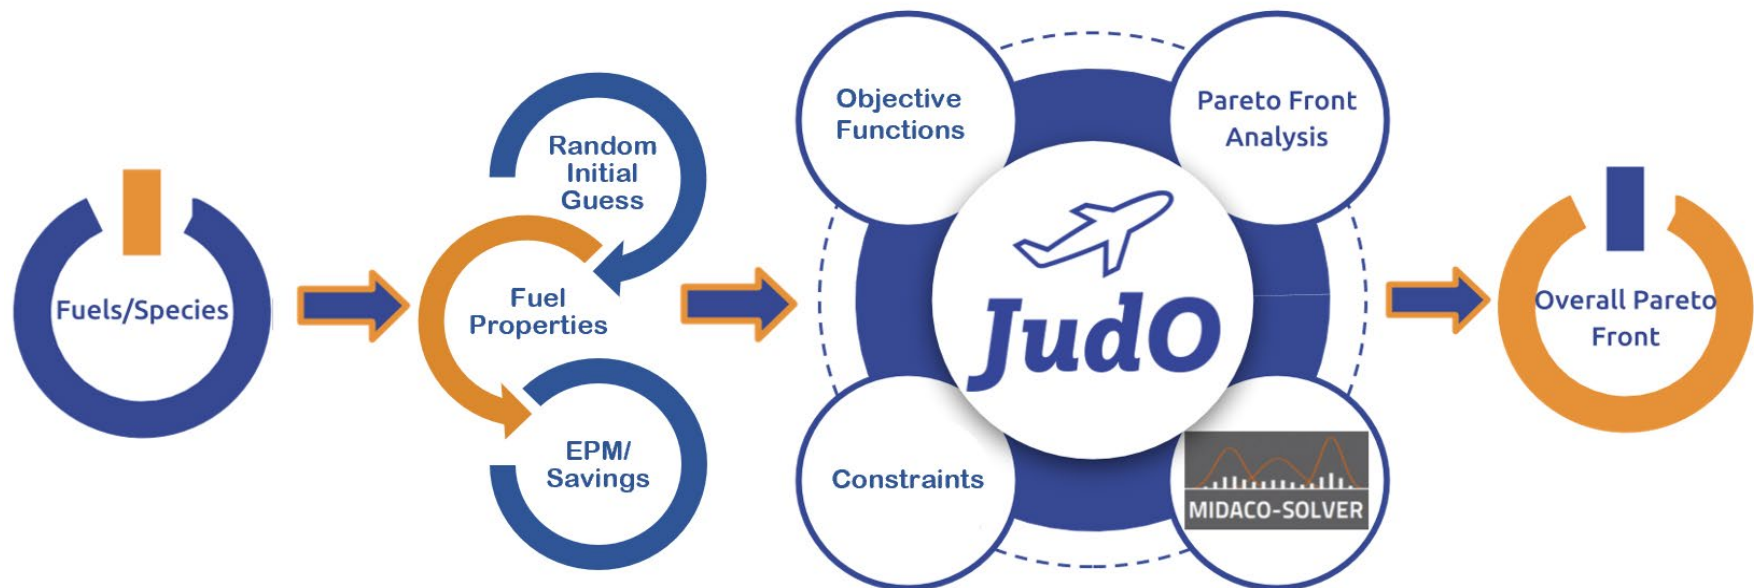 Fuels/Species
Random
Initial
Guess
Fuel
Properties
EPM/
Savings
Objective
Functions
Pareto Front
Analysis
JudO
Constraints
MIDACO-SOLVER
Overall Pareto
Front